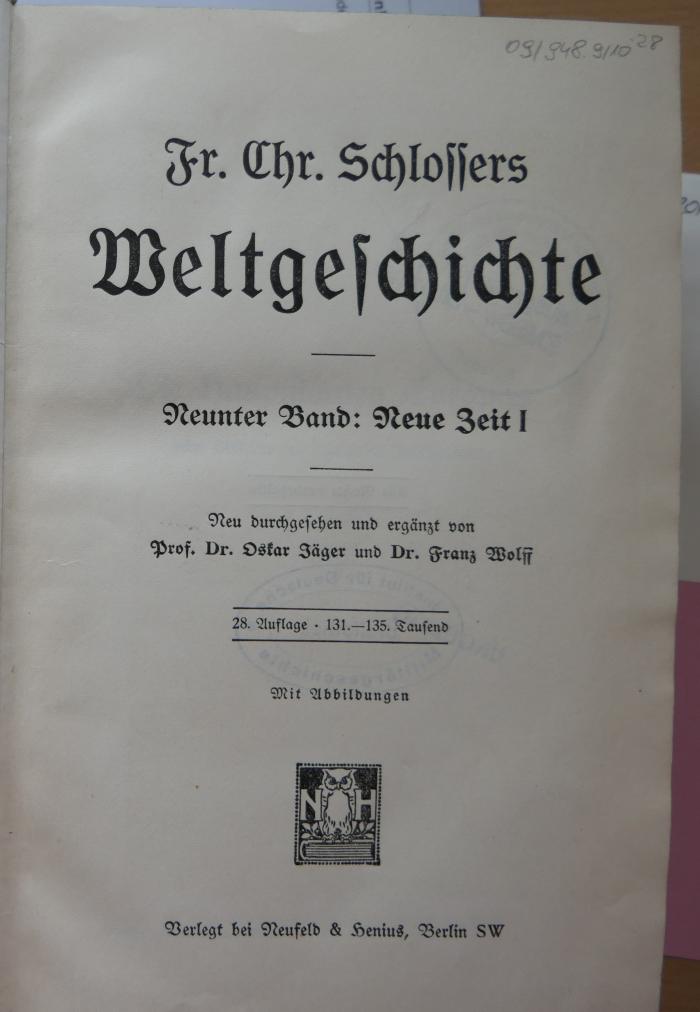 09/948.9/10 28
Fr. Chr. Schlossers
Weltgeschichte
Neunter Band: Neue Zeit I
Neu durchgesehen und ergänzt von
Prof. Dr. Oskar Jäger und Dr. Franz Wolff
28. Auflage · 131.—135. Tausend
Mit Abbildungen
N H
Verlegt bei Neufeld & Henius, Berlin SW